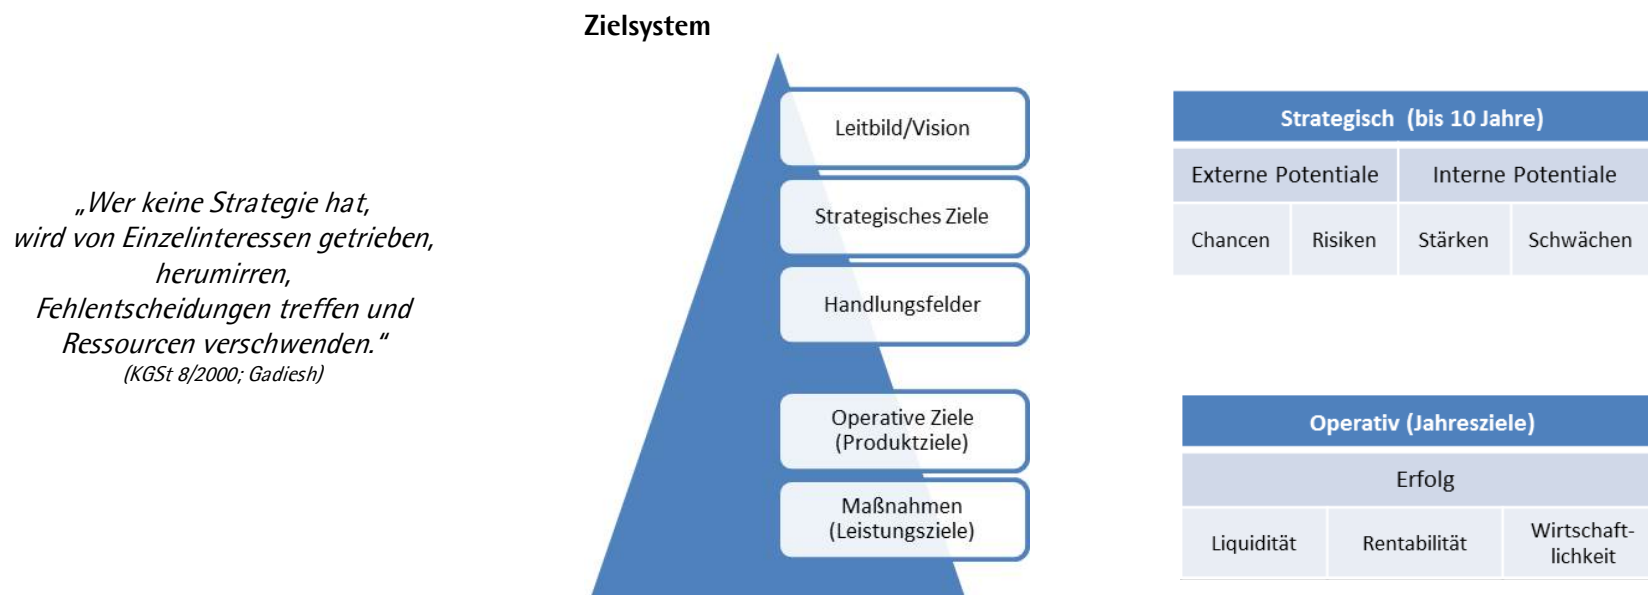 Zielsystem
„Wer keine Strategie hat,
wird von Einzelinteressen getrieben,
herumirren,
Fehlentscheidungen treffen und
Ressourcen verschwenden."
(KGSt 8/2000; Gadiesh)
Leitbild/Vision
Strategisches Ziele
Handlungsfelder
Operative Ziele
(Produktziele)
Maßnahmen
(Leistungsziele)
Strategisch (bis 10 Jahre)
Externe Potentiale Interne Potentiale
Chancen Risiken Stärken Schwächen
Operativ (Jahresziele)
Erfolg
Liquidität Rentabilität Wirtschaft-
lichkeit